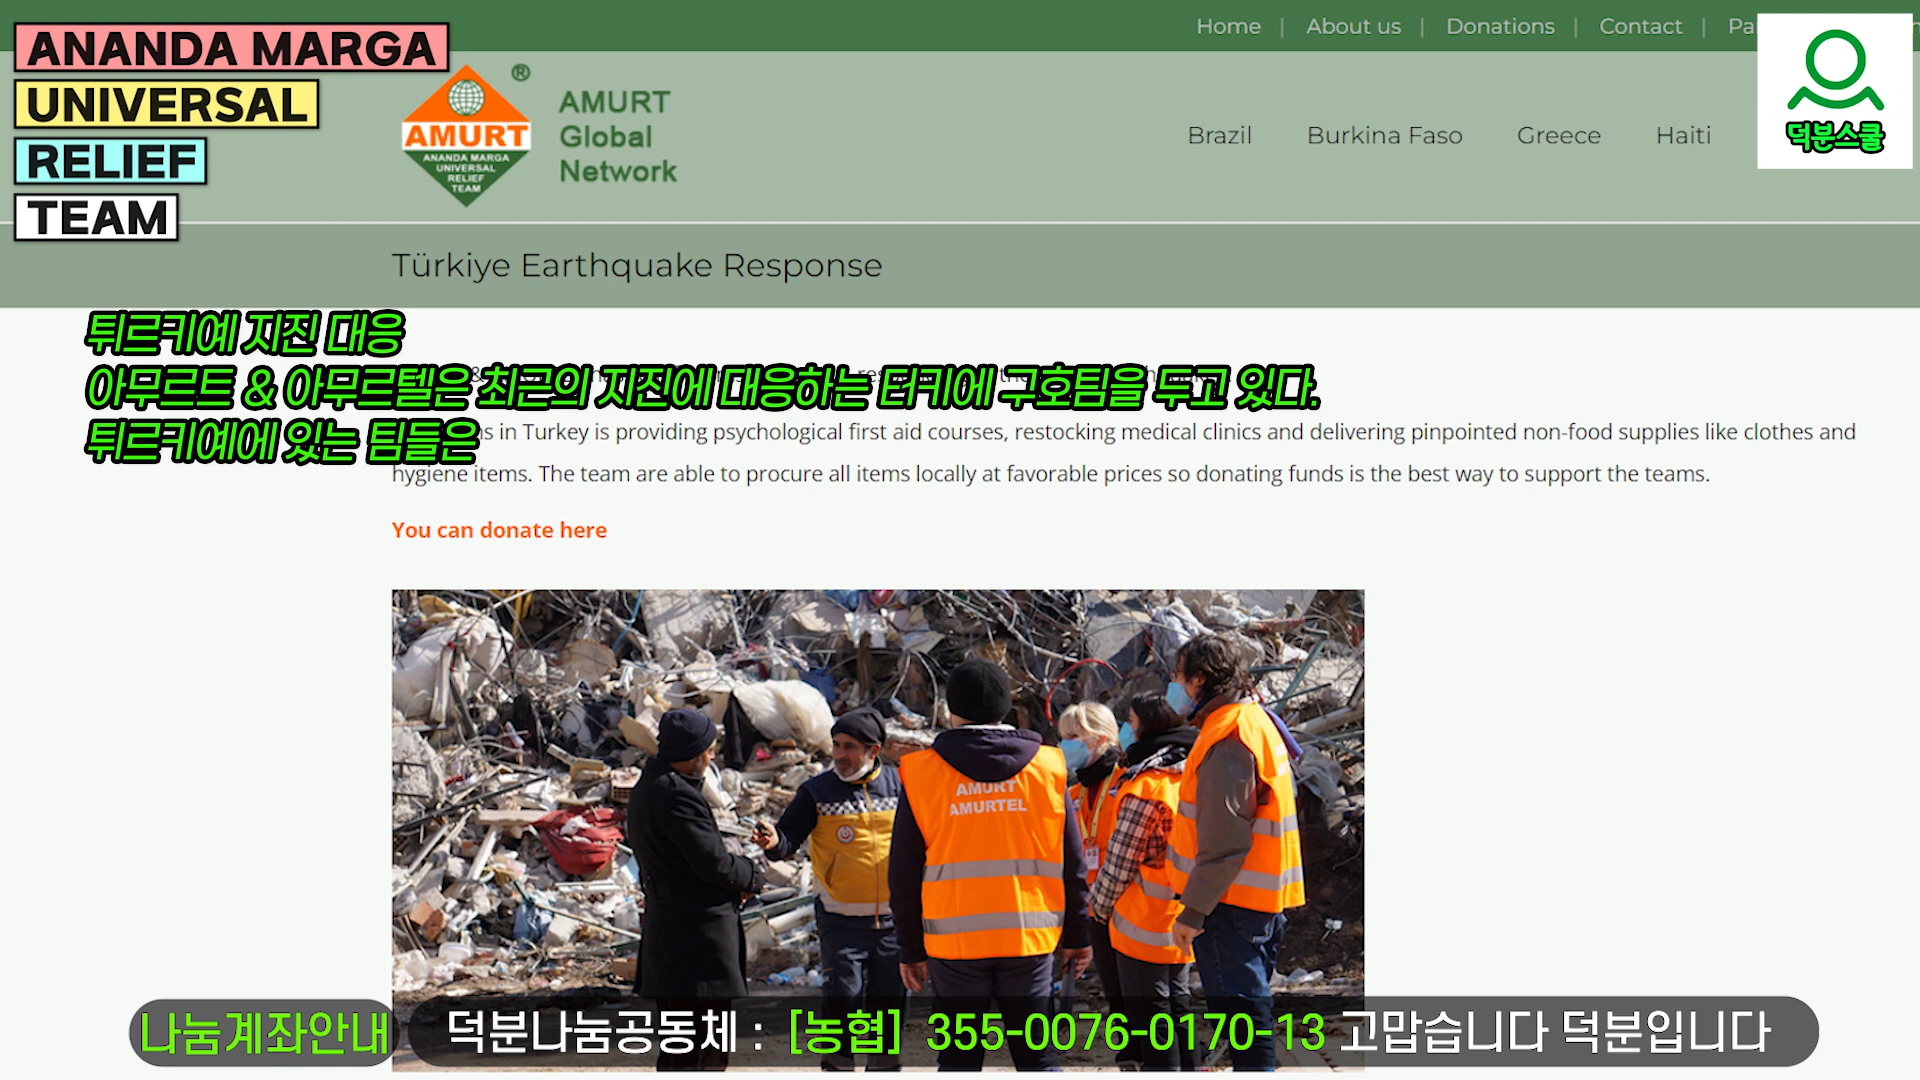 ANANDA MARGA
UNIVERSAL
RELIEF
TEAM
Home | About us | Donations | Contact |
AMURT
ANANDA MARGA
UNIVERSAL
RELIEF
TEAM
®
AMURT
Global
Network
Brazil Burkina Faso Greece Haiti
덕분스쿨
Türkiye Earthquake Response
튀르키예 지진 대응
아무르트 & 아무르텔은 최근의 지진에 대응하는 터키에 구호팀을 두고 있다.
튀르키예에 있는 팀들은
in Turkey is providing psychological first aid courses, restocking medical clinics and delivering pinpointed non-food supplies like clothes and
hygiene items. The team are able to procure all items locally at favorable prices so donating funds is the best way to support the teams.
You can donate here
AMURT
AMURTEL
나눔계좌안내 덕분나눔공동체 : [농협] 355-0076-0170-13 고맙습니다 덕분입니다